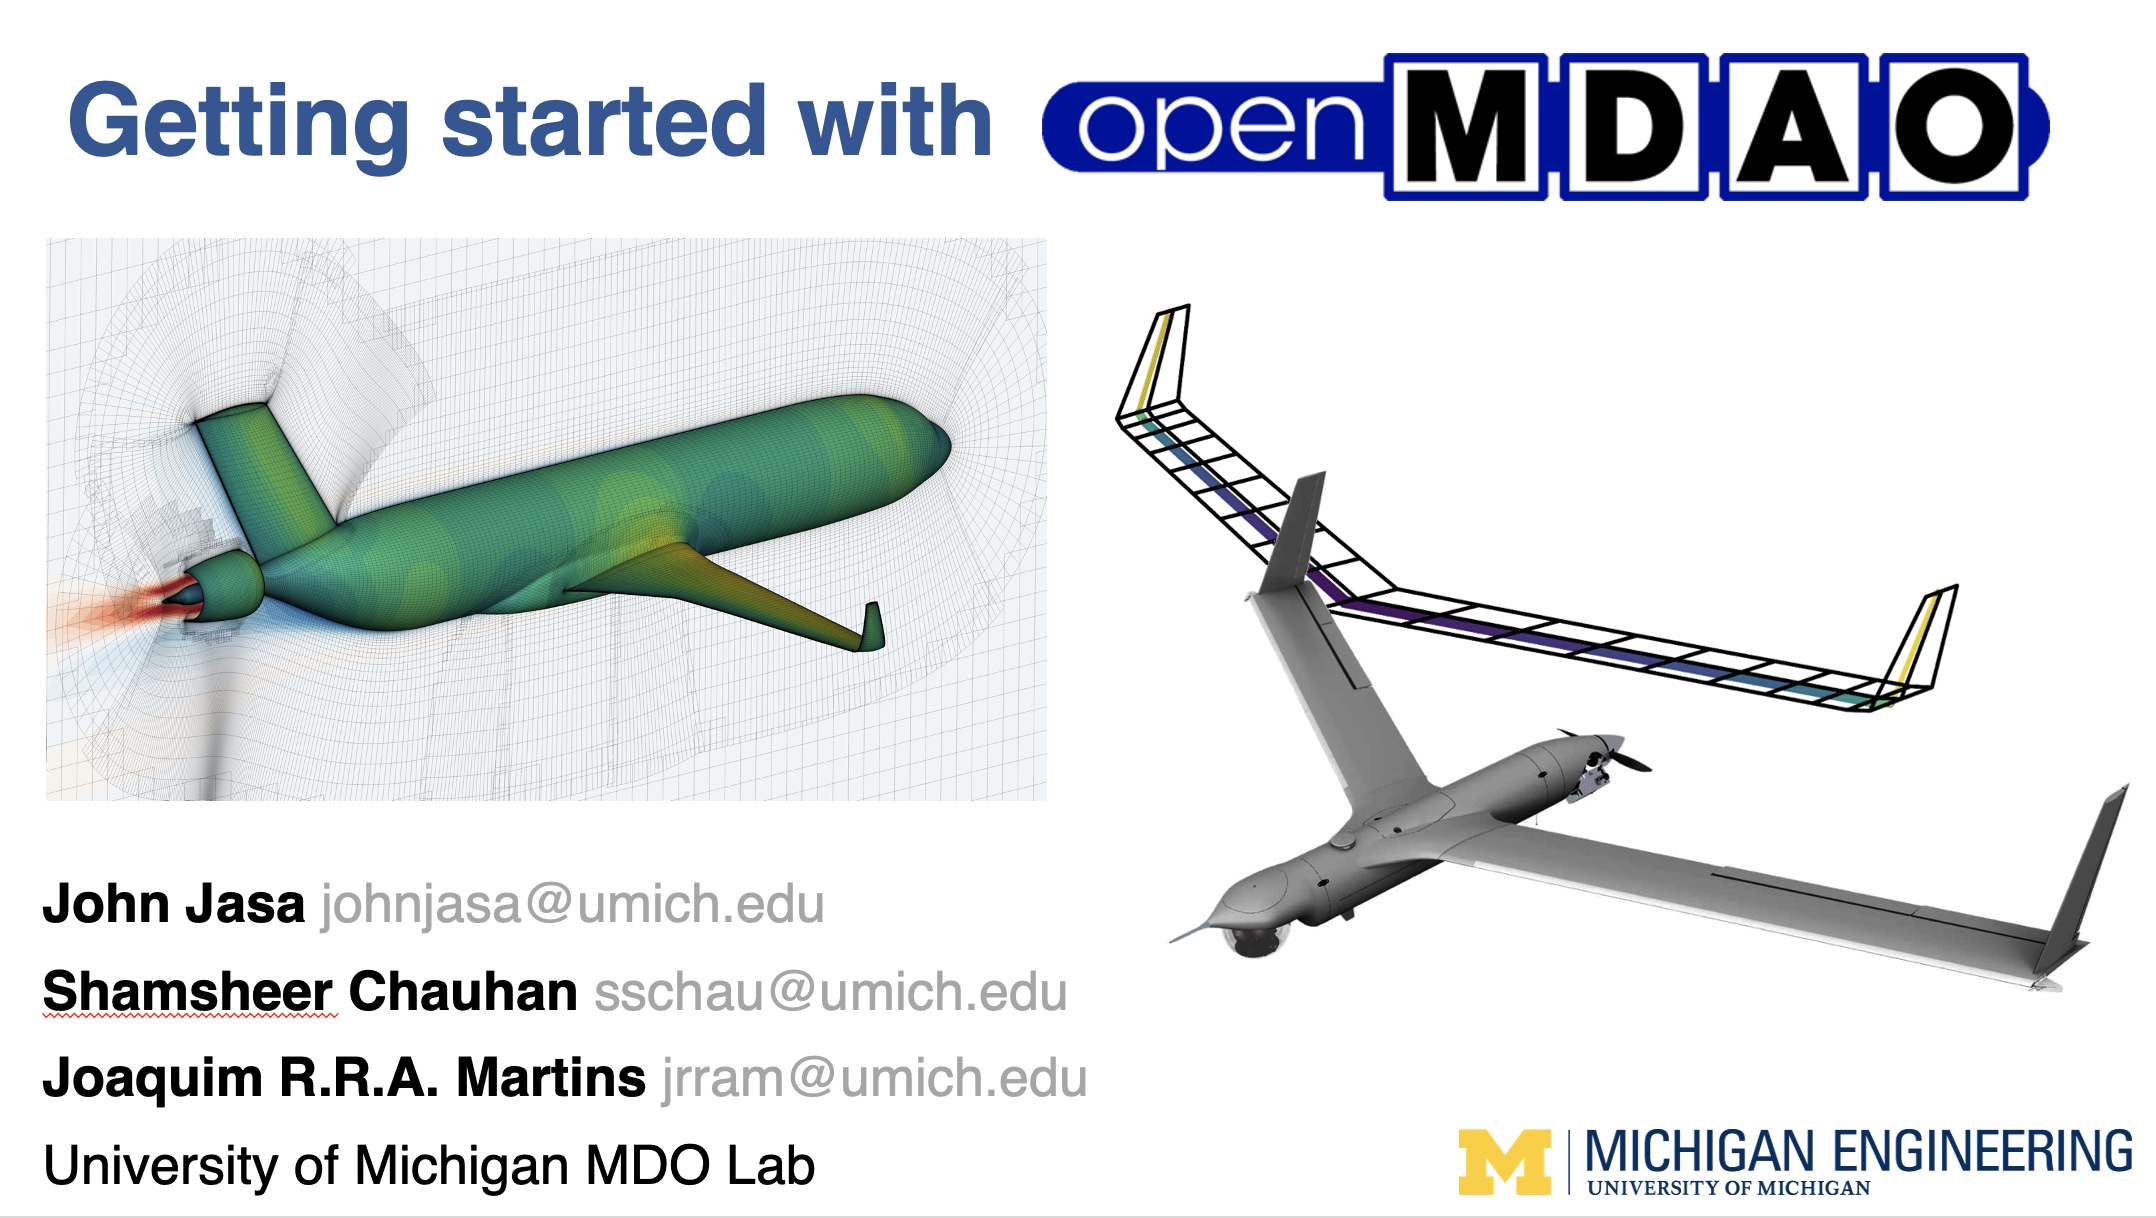 Getting started with openMDAO
John Jasa johnjasa@umich.edu
Shamsheer Chauhan sschau@umich.edu
Joaquim R.R.A. Martins jrram@umich.edu
University of Michigan MDO Lab
M MICHIGAN ENGINEERING
UNIVERSITY OF MICHIGAN